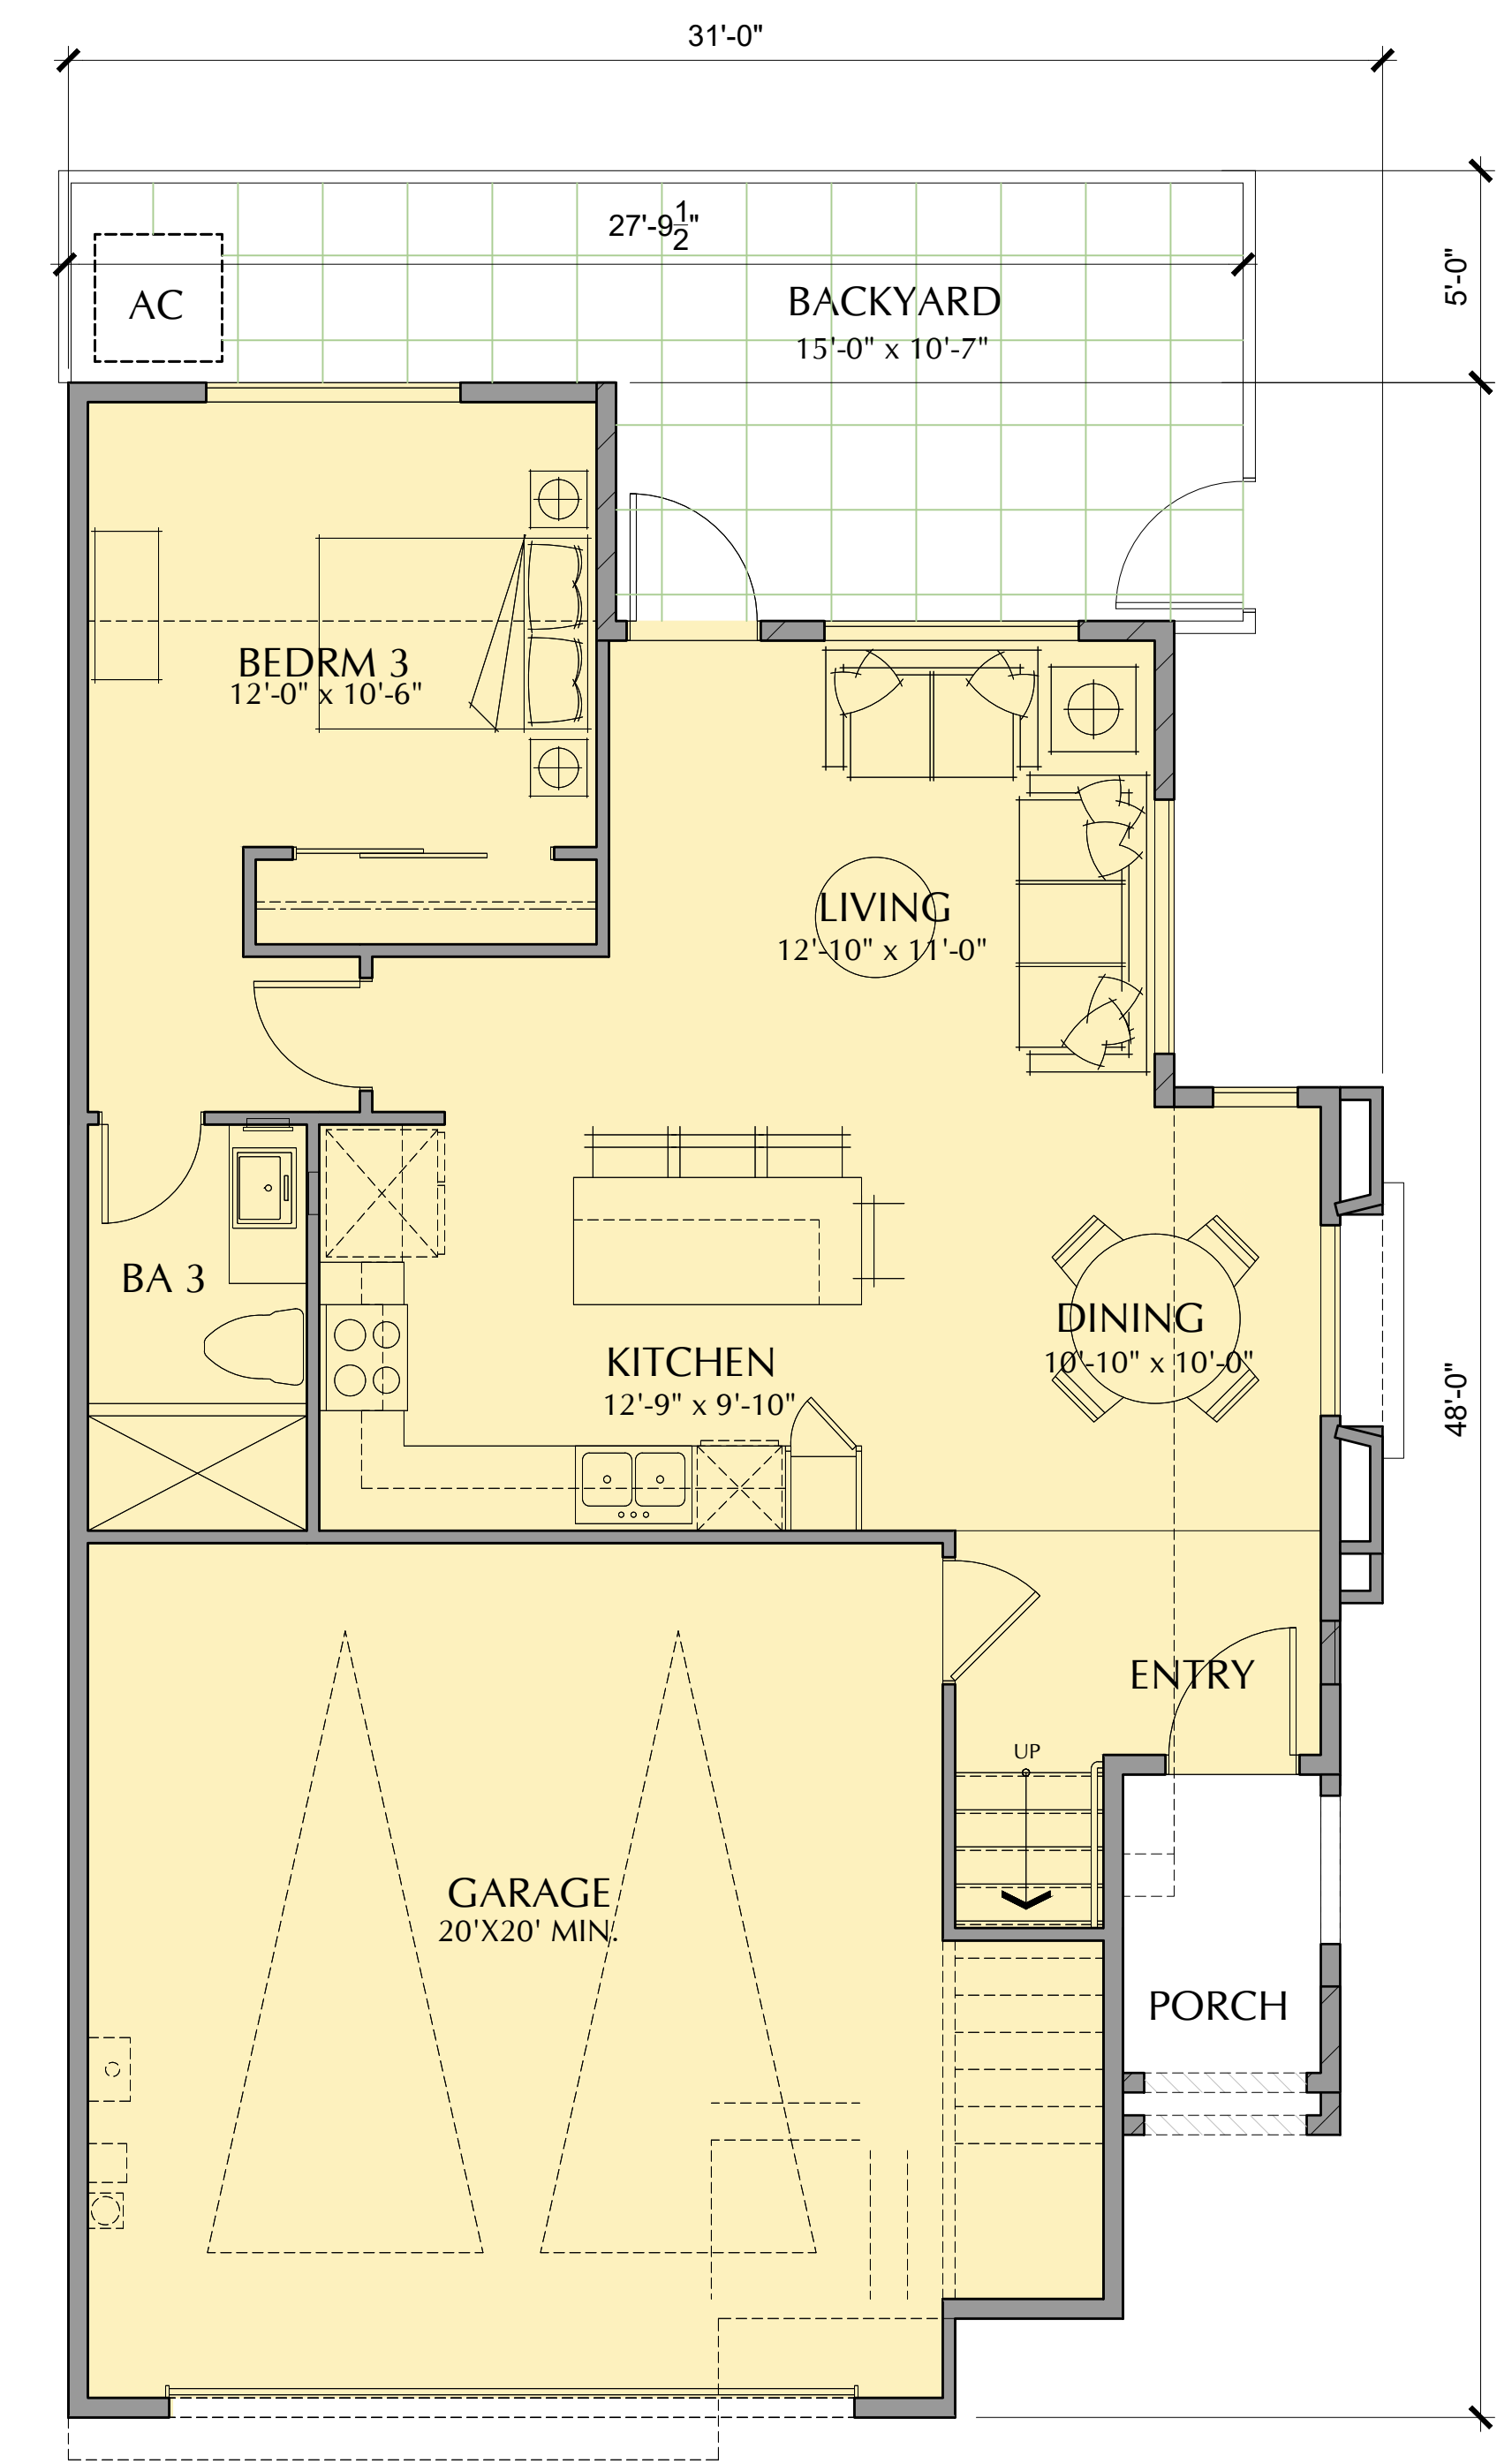 31'-0"
27'-9 1/2"
AC
BACKYARD
15'-0" x 10'-7"
5'-0"
BEDRM 3
12'-0" x 10'-6"
LIVING
12'-10" x 11'-0"
BA 3
KITCHEN
12'-9" x 9'-10"
DINING
10'-10" x 10'-0"
48'-0"
ENTRY
UP
GARAGE
20'X20' MIN.
PORCH